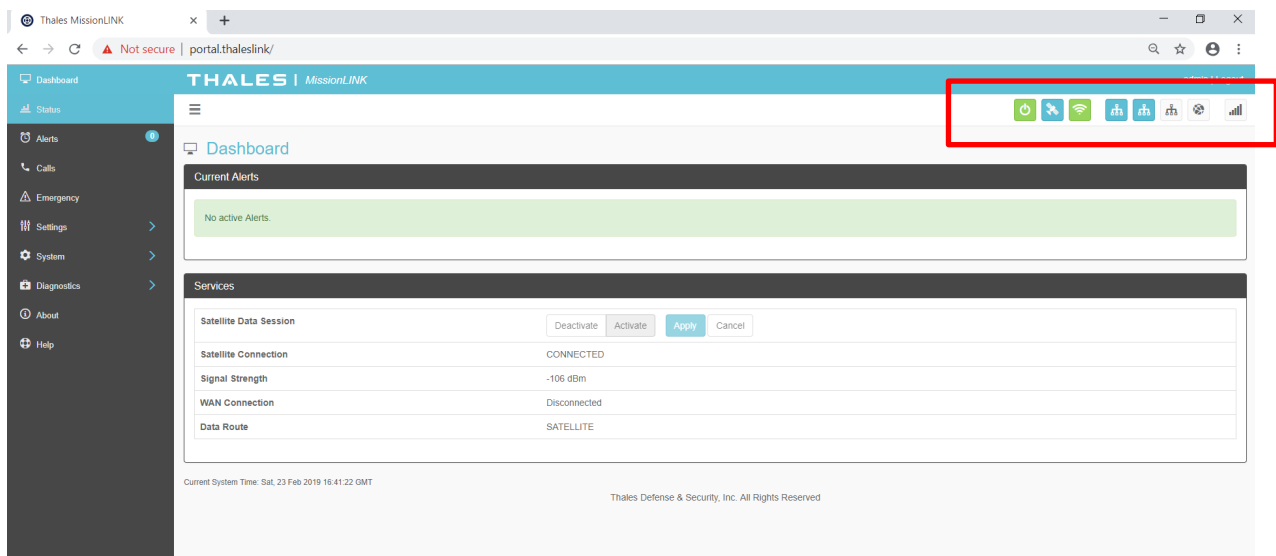 Thales MissionLINK
Not secure | portal.thaleslink/
Dashboard
THALES | MissionLINK
admin | Logout
Status
Alerts 0
Dashboard
Calls
Current Alerts
Emergency
No active Alerts.
Settings
System
Diagnostics
Services
About
Satellite Data Session Deactivate Activate Apply Cancel
Help
Satellite Connection CONNECTED
Signal Strength -106 dBm
WAN Connection Disconnected
Data Route SATELLITE
Current System Time: Sat, 23 Feb 2019 16:41:22 GMT
Thales Defense & Security, Inc. All Rights Reserved